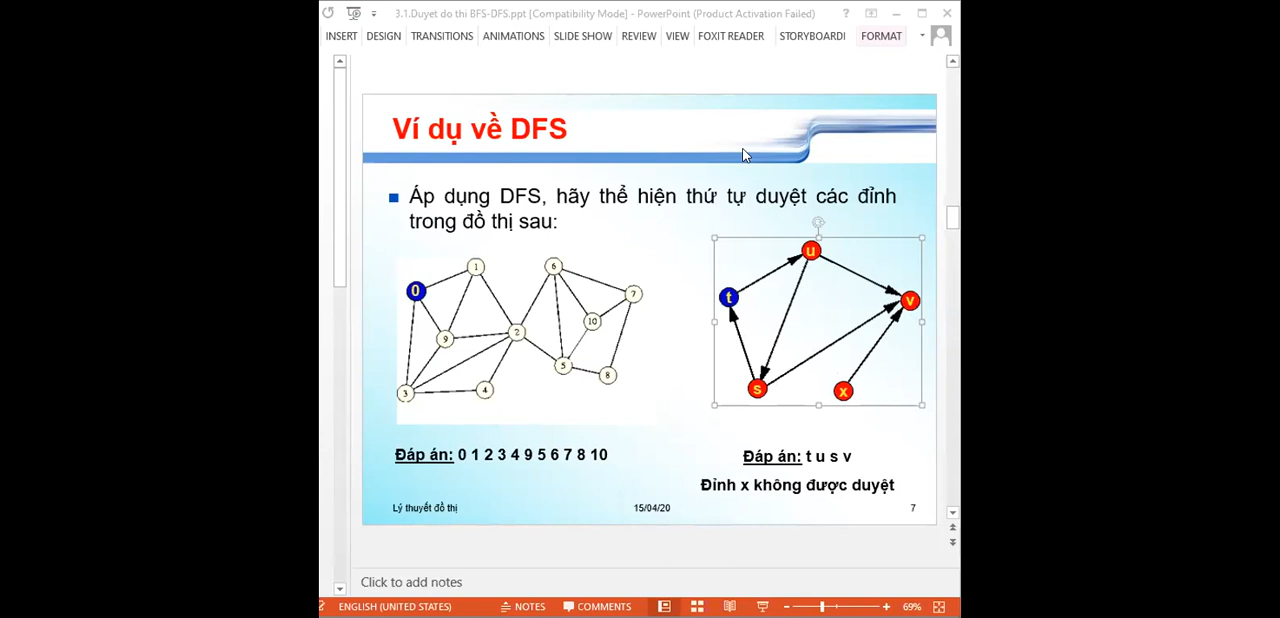 3.1.Duyet do thi BFS-DFS.ppt [Compatibility Mode] - PowerPoint (Product Activation Failed)
?
INSERT DESIGN TRANSITIONS ANIMATIONS SLIDE SHOW REVIEW VIEW FOXIT READER STORYBOARDI FORMAT
Ví dụ về DFS
Áp dụng DFS, hãy thể hiện thứ tự duyệt các đỉnh
trong đồ thị sau:
0
1
9
3
4
2
6
7
10
5
8
u
t
v
s
x
Đáp án: 0 1 2 3 4 9 5 6 7 8 10
Đáp án: t u s v
Đỉnh x không được duyệt
Lý thuyết đồ thị
15/04/20
7
Click to add notes
ENGLISH (UNITED STATES) NOTES COMMENTS 69%